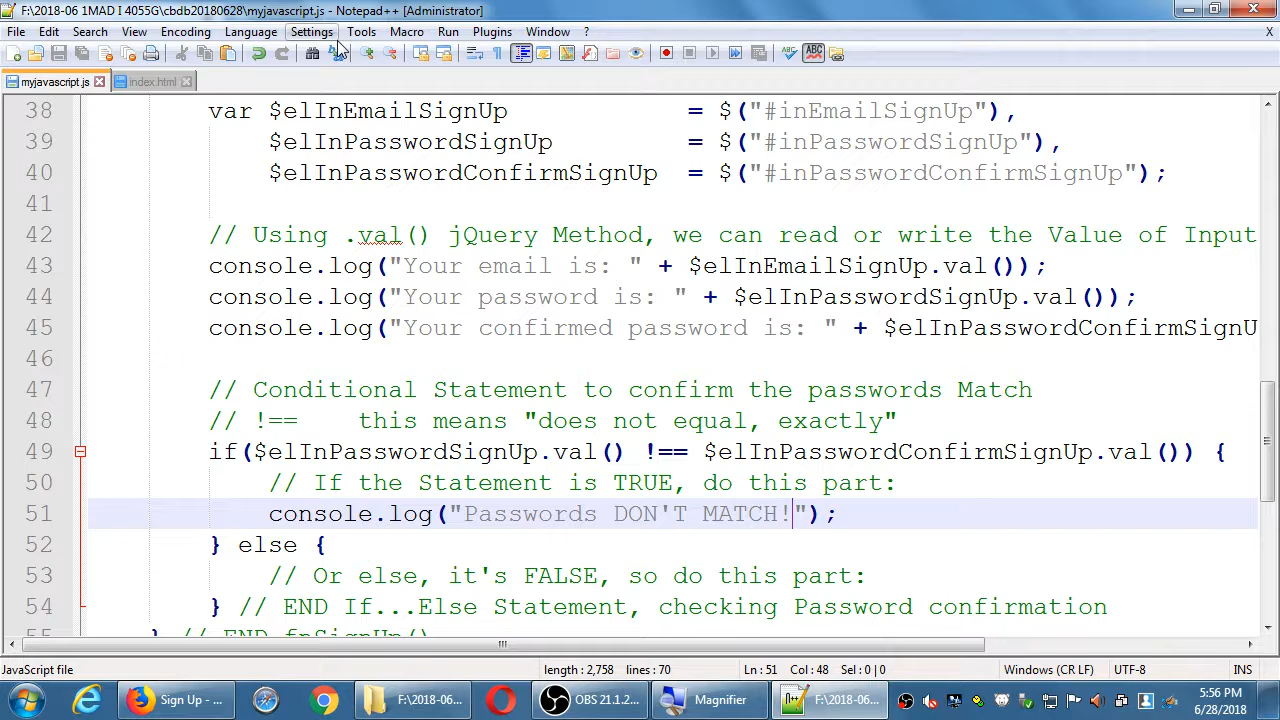 F:\2018-06 1MAD I 4055G\cbdb20180628\myjavascript.js - Notepad++ [Administrator]
File Edit Search View Encoding Language Settings Tools Macro Run Plugins Window ? X
myjavascript.js index.html
38 var $elInEmailSignUp = $("#inEmailSignUp"),
39 $elInPasswordSignUp = $("#inPasswordSignUp"),
40 $elInPasswordConfirmSignUp = $("#inPasswordConfirmSignUp");
41
42 // Using .val() jQuery Method, we can read or write the Value of Input
43 console.log("Your email is: " + $elInEmailSignUp.val());
44 console.log("Your password is: " + $elInPasswordSignUp.val());
45 console.log("Your confirmed password is: " + $elInPasswordConfirmSignU
46
47 // Conditional Statement to confirm the passwords Match
48 // !== this means "does not equal, exactly"
49 if($elInPasswordSignUp.val() !== $elInPasswordConfirmSignUp.val()) {
50 // If the Statement is TRUE, do this part:
51 console.log("Passwords DON'T MATCH!");
52 } else {
53 // Or else, it's FALSE, so do this part:
54 } // END If...Else Statement, checking Password confirmation
55 } // END fnSignUp()
JavaScript file length : 2,758 lines : 70 Ln : 51 Col : 48 Sel : 0 | 0 Windows (CR LF) UTF-8 INS
Sign Up - ... F:\2018-06... OBS 21.1.2... Magnifier F:\2018-06... 5:56 PM
6/28/2018